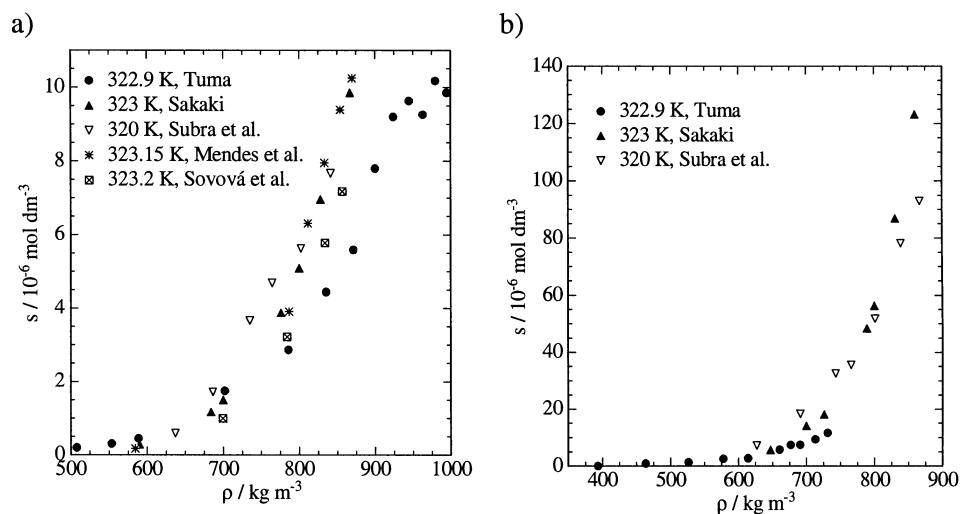 a)
10
8
6
4
2
0
s / 10⁻⁶ mol dm⁻³
● 322.9 K, Tuma
▲ 323 K, Sakaki
▽ 320 K, Subra et al.
✳ 323.15 K, Mendes et al.
⊠ 323.2 K, Sovová et al.
500 600 700 800 900 1000
ρ / kg m⁻³
b)
140
120
100
80
60
40
20
0
s / 10⁻⁶ mol dm⁻³
● 322.9 K, Tuma
▲ 323 K, Sakaki
▽ 320 K, Subra et al.
400 500 600 700 800 900
ρ / kg m⁻³